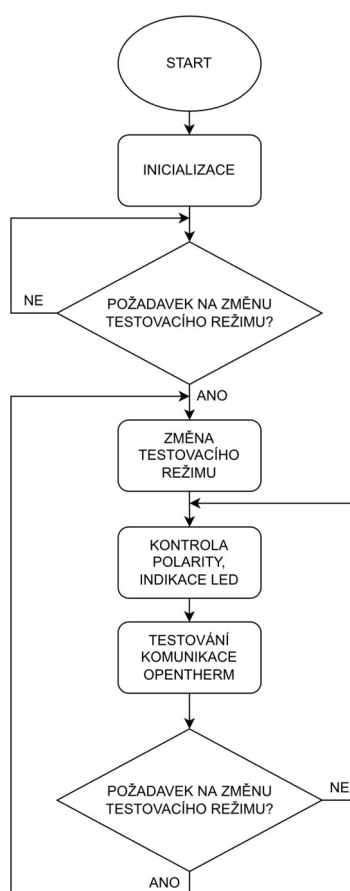 START
INICIALIZACE
NE
POŽADAVEK NA ZMĚNU
TESTOVACÍHO REŽIMU?
ANO
ZMĚNA
TESTOVACÍHO
REŽIMU
KONTROLA
POLARITY,
INDIKACE LED
TESTOVÁNÍ
KOMUNIKACE
OPENTHERM
POŽADAVEK NA ZMĚNU
TESTOVACÍHO REŽIMU?
NE
ANO